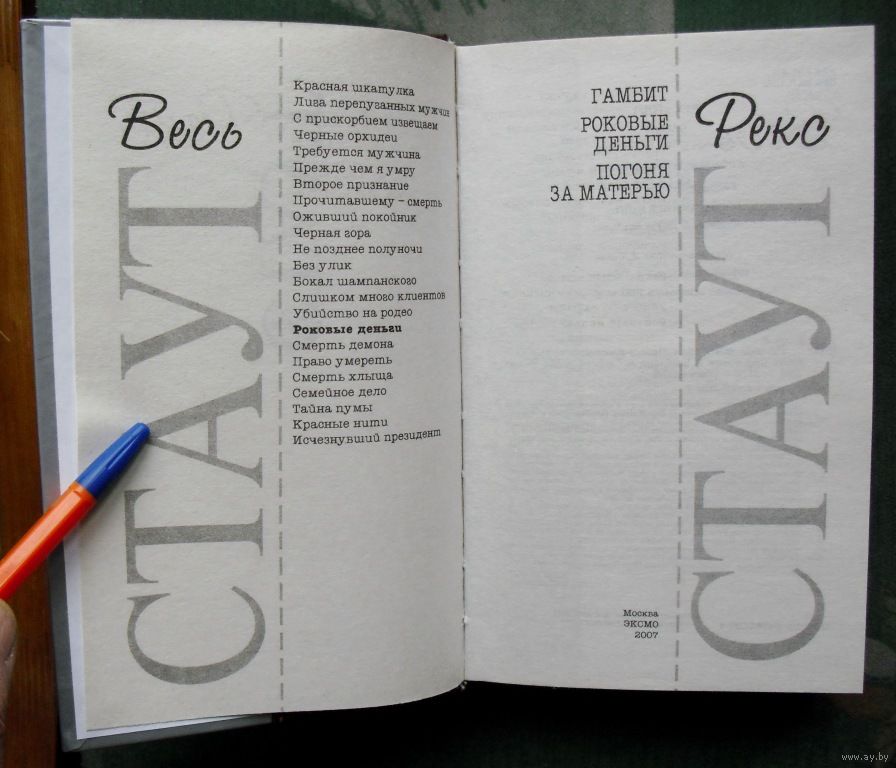 Весь
СТАУТ
Красная шкатулка
Лига перепуганных мужчин
С прискорбием извещаем
Черные орхидеи
Требуется мужчина
Прежде чем я умру
Второе признание
Прочитавшему – смерть
Оживший покойник
Черная гора
Не позднее полуночи
Без улик
Бокал шампанского
Слишком много клиентов
Убийство на родео
Роковые деньги
Смерть демона
Право умереть
Смерть хлыща
Семейное дело
Тайна пумы
Красные нити
Исчезнувший президент
ГАМБИТ
РОКОВЫЕ
ДЕНЬГИ
ПОГОНЯ
ЗА МАТЕРЬЮ
Рекс
СТАУТ
Москва
ЭКСМО
2007
www.ay.by